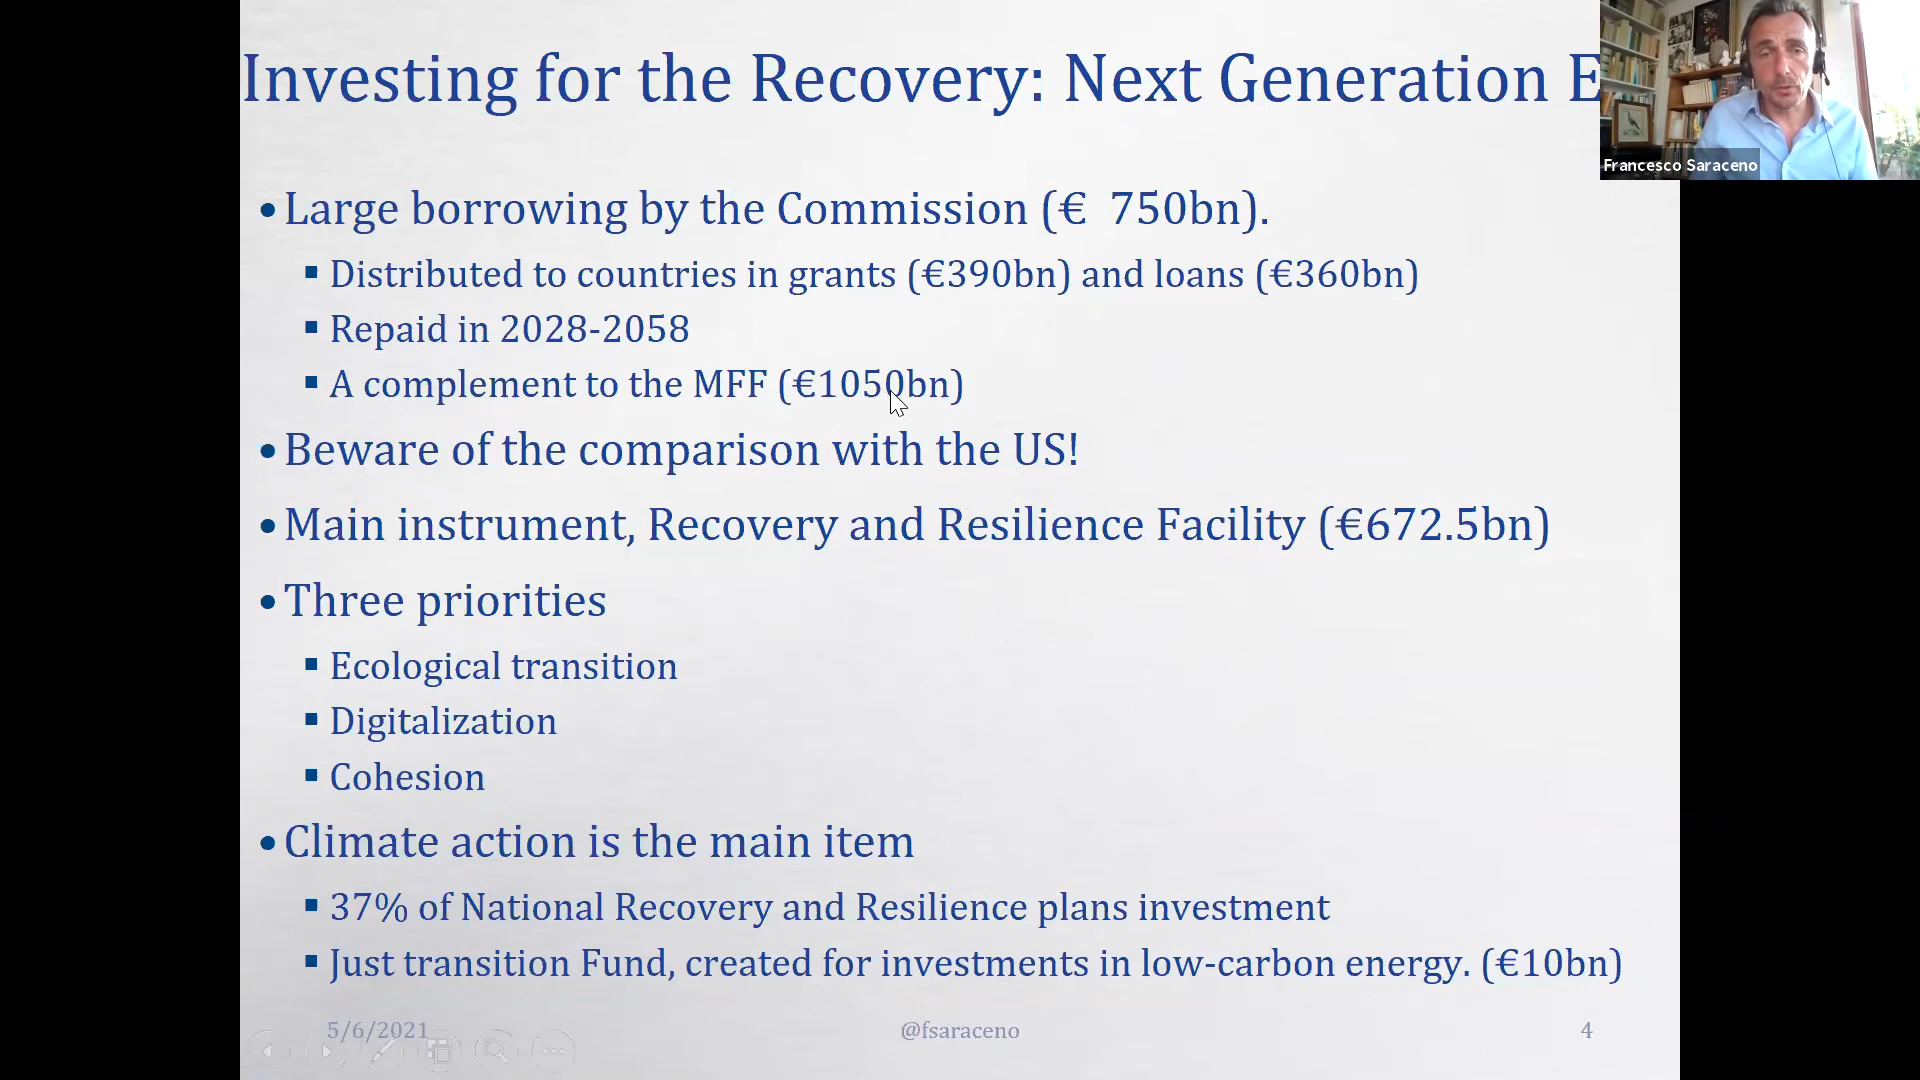 Investing for the Recovery: Next Generation E
Francesco Saraceno
•Large borrowing by the Commission (€  750bn).
▪ Distributed to countries in grants (€390bn) and loans (€360bn)
▪ Repaid in 2028-2058
▪ A complement to the MFF (€1050bn)
•Beware of the comparison with the US!
•Main instrument, Recovery and Resilience Facility (€672.5bn)
•Three priorities
▪ Ecological transition
▪ Digitalization
▪ Cohesion
•Climate action is the main item
▪ 37% of National Recovery and Resilience plans investment
▪ Just transition Fund, created for investments in low-carbon energy. (€10bn)
5/6/2021
@fsaraceno
4